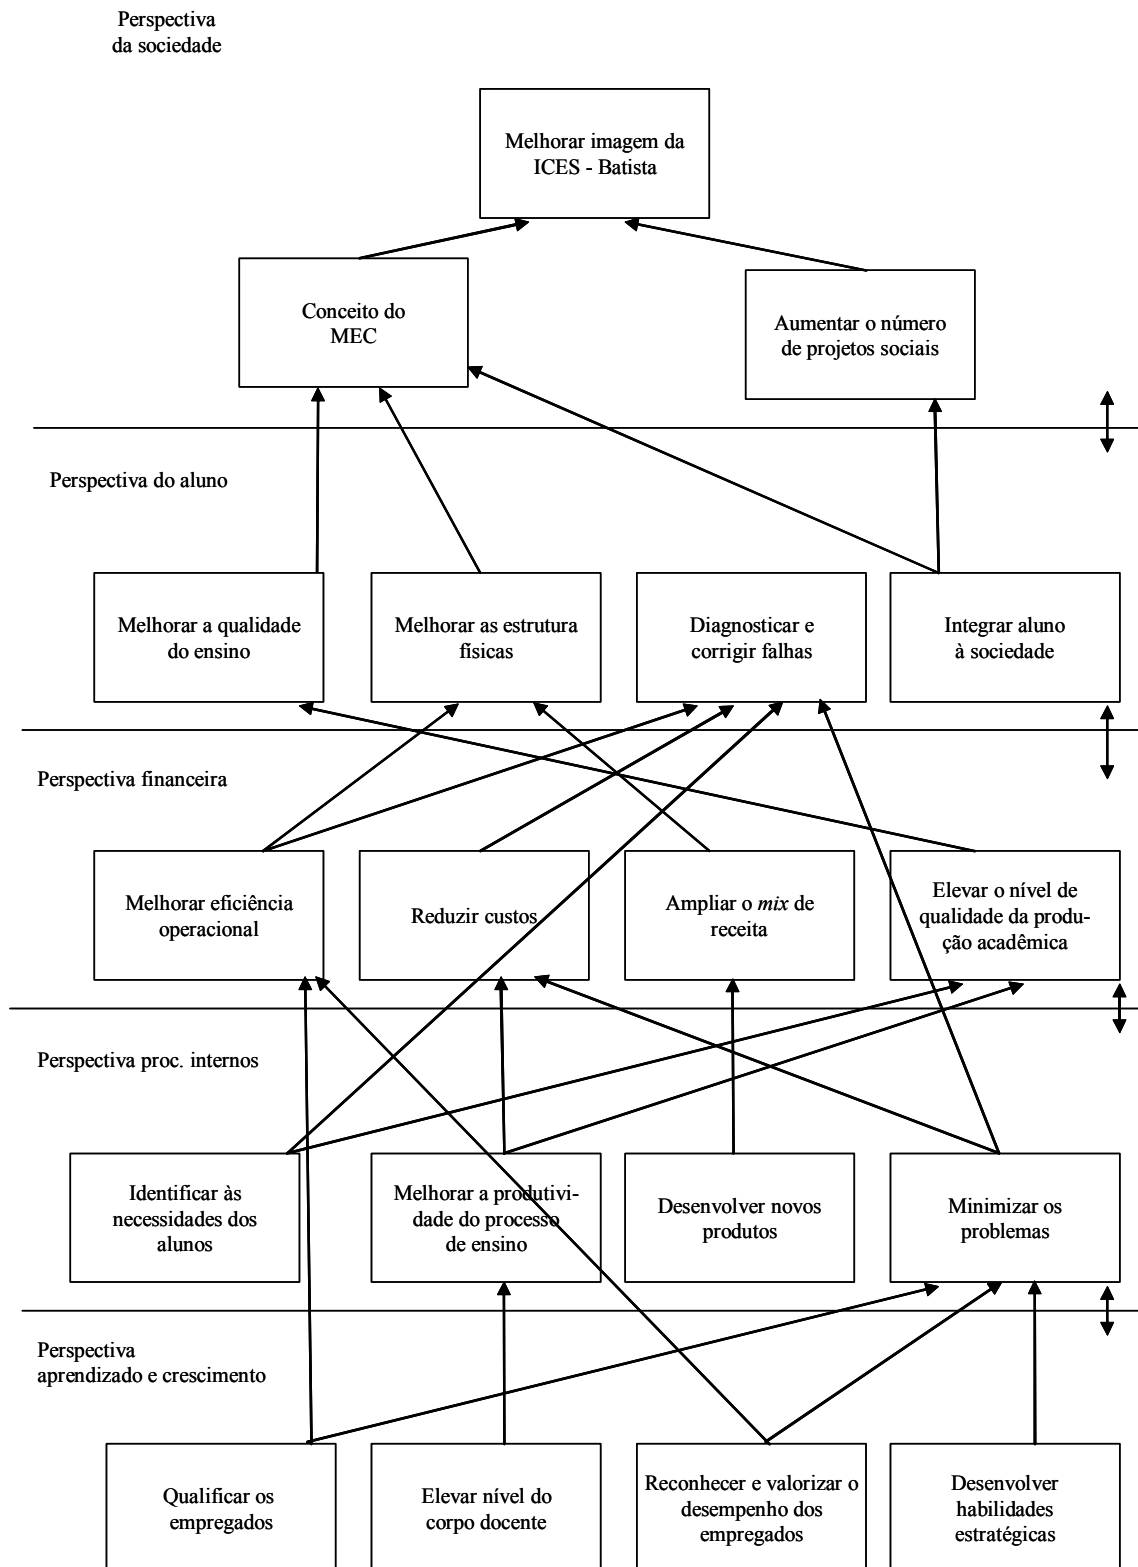 Perspectiva
da sociedade
Melhorar imagem da
ICES - Batista
Conceito do
MEC
Aumentar o número
de projetos sociais
Perspectiva do aluno
Melhorar a qualidade
do ensino
Melhorar as estrutura
físicas
Diagnosticar e
corrigir falhas
Integrar aluno
à sociedade
Perspectiva financeira
Melhorar eficiência
operacional
Reduzir custos
Ampliar o mix de
receita
Elevar o nível de
qualidade da produ-
ção acadêmica
Perspectiva proc. internos
Identificar às
necessidades dos
alunos
Melhorar a produtivi-
dade do processo
de ensino
Desenvolver novos
produtos
Minimizar os
problemas
Perspectiva
aprendizado e crescimento
Qualificar os
empregados
Elevar nível do
corpo docente
Reconhecer e valorizar o
desempenho dos
empregados
Desenvolver
habilidades
estratégicas